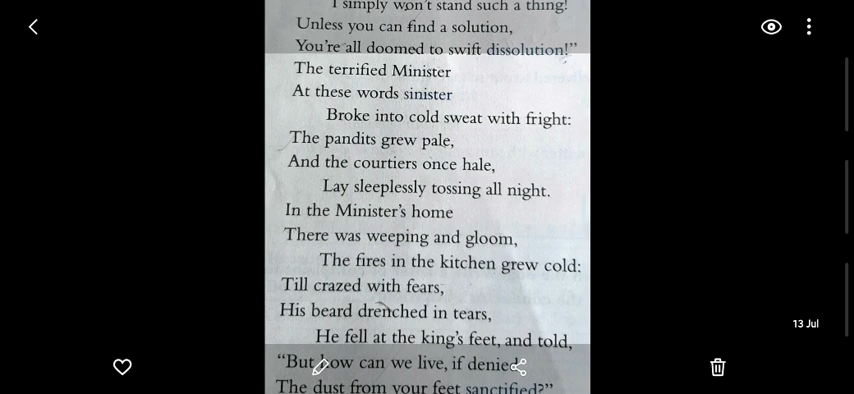 I simply won't stand such a thing!
Unless you can find a solution,
You're all doomed to swift dissolution!"
The terrified Minister
At these words sinister
Broke into cold sweat with fright:
The pandits grew pale,
And the courtiers once hale,
Lay sleeplessly tossing all night.
In the Minister's home
There was weeping and gloom,
The fires in the kitchen grew cold:
Till crazed with fears,
His beard drenched in tears,
He fell at the king's feet, and told,
13 Jul
"But how can we live, if denied
The dust from your feet sanctified?"